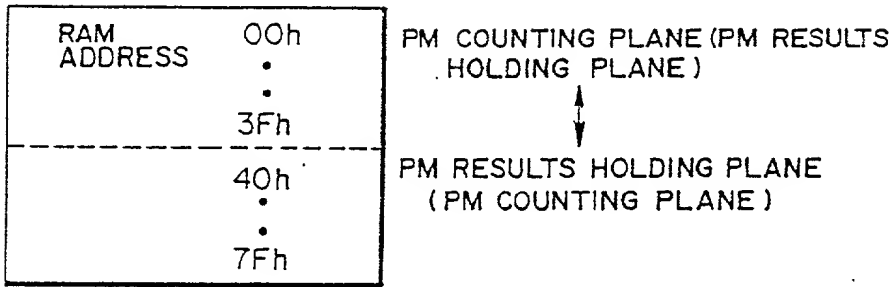 RAM ADDRESS
00h
3Fh
40h
7Fh
PM COUNTING PLANE (PM RESULTS
HOLDING PLANE)
PM RESULTS HOLDING PLANE
(PM COUNTING PLANE)